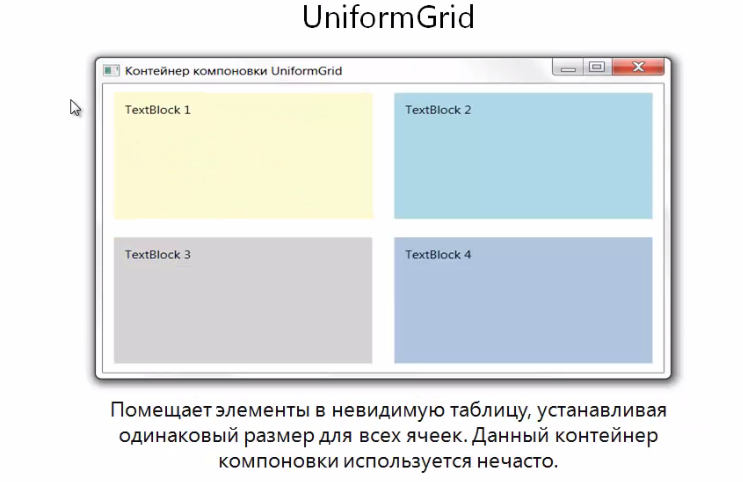 UniformGrid
Контейнер компоновки UniformGrid
TextBlock 1
TextBlock 2
TextBlock 3
TextBlock 4
Помещает элементы в невидимую таблицу, устанавливая
одинаковый размер для всех ячеек. Данный контейнер
компоновки используется нечасто.